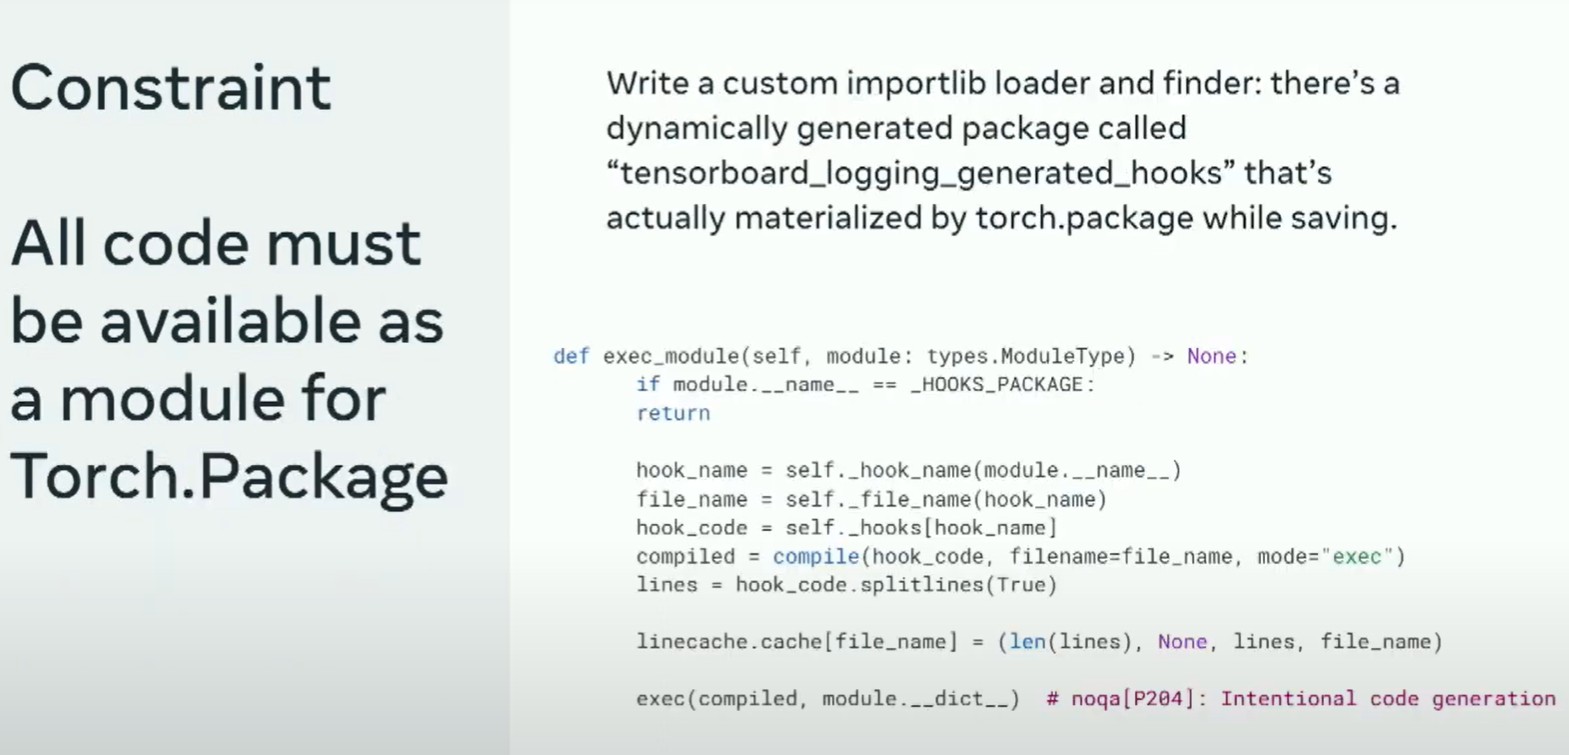 Constraint
All code must
be available as
a module for
Torch.Package
Write a custom importlib loader and finder: there’s a
dynamically generated package called
“tensorboard_logging_generated_hooks” that’s
actually materialized by torch.package while saving.
def exec_module(self, module: types.ModuleType) -> None:
if module.__name__ == _HOOKS_PACKAGE:
return
hook_name = self._hook_name(module.__name__)
file_name = self._file_name(hook_name)
hook_code = self._hooks[hook_name]
compiled = compile(hook_code, filename=file_name, mode="exec")
lines = hook_code.splitlines(True)
linecache.cache[file_name] = (len(lines), None, lines, file_name)
exec(compiled, module.__dict__)  # noqa[P204]: Intentional code generation